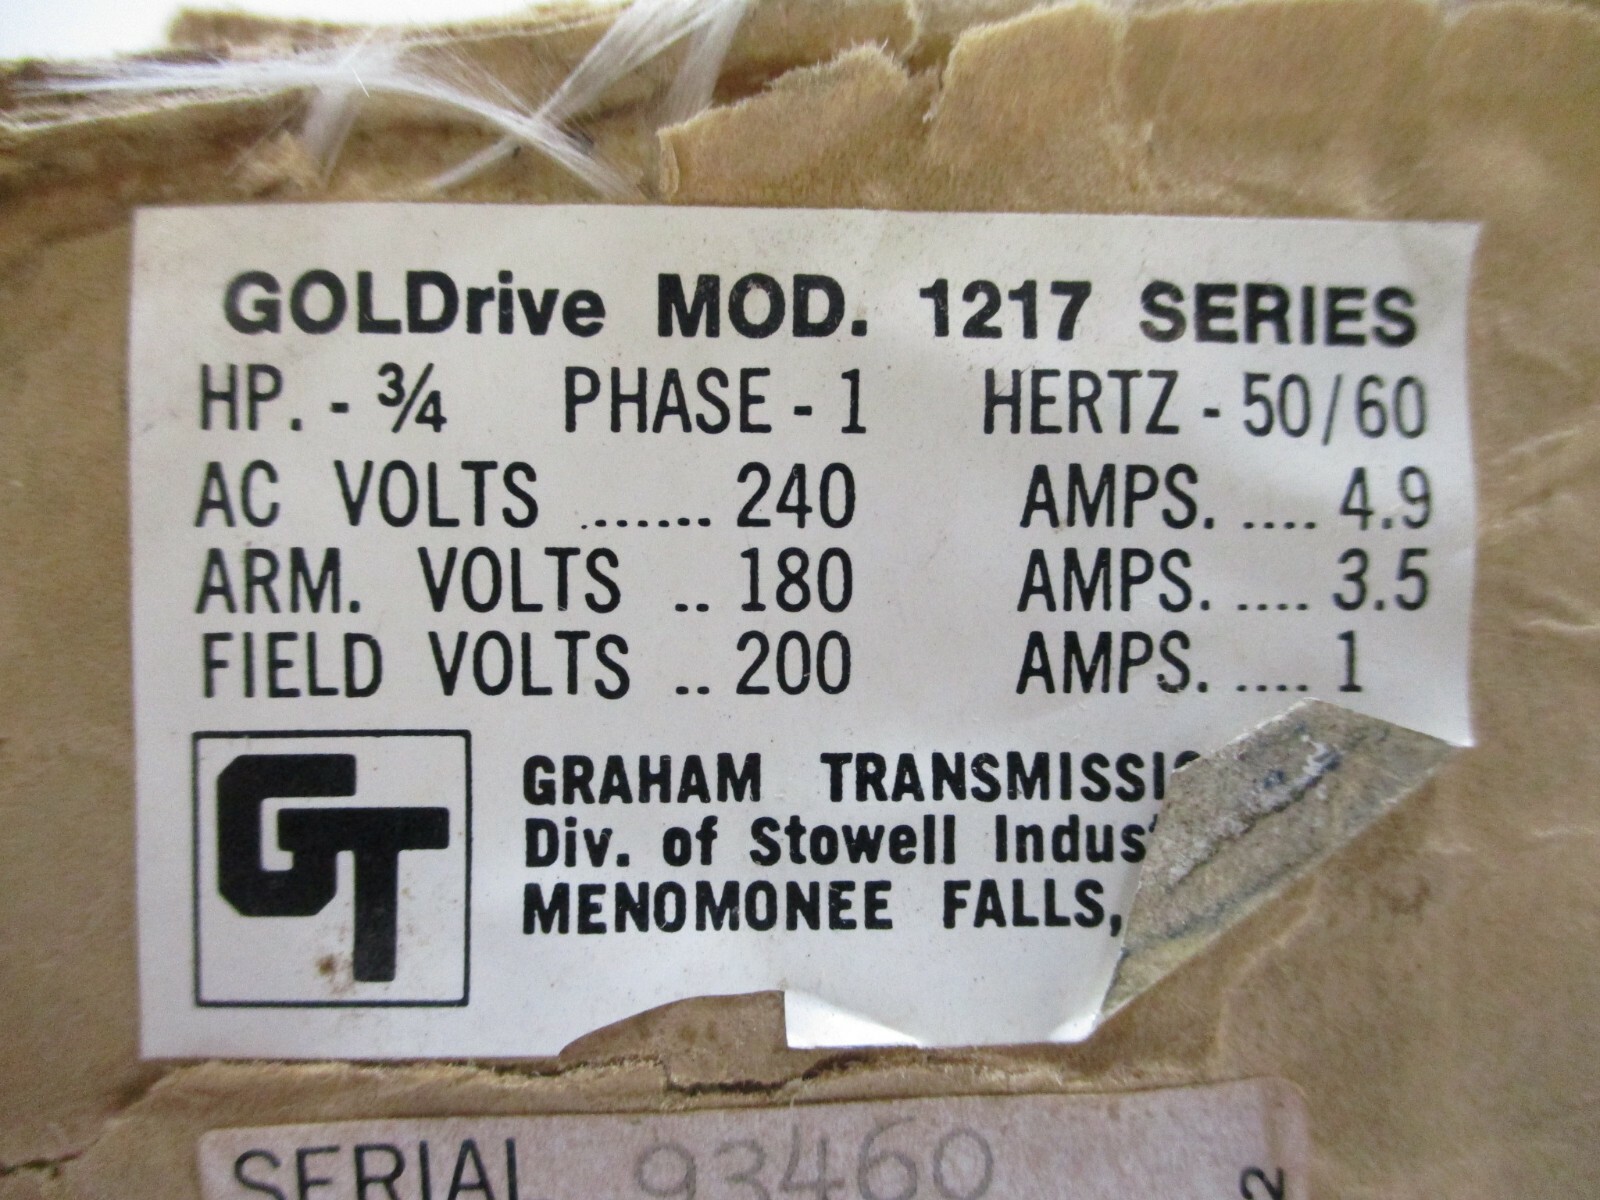 GOLDrive MOD. 1217 SERIES
HP. - 3/4 PHASE - 1 HERTZ - 50/60
AC VOLTS ....... 240 AMPS. .... 4.9
ARM. VOLTS .. 180 AMPS. .... 3.5
FIELD VOLTS .. 200 AMPS. .... 1
GT
GRAHAM
Div. of Stowell
MENOMONEE FALLS,
SERIAL 93460
2